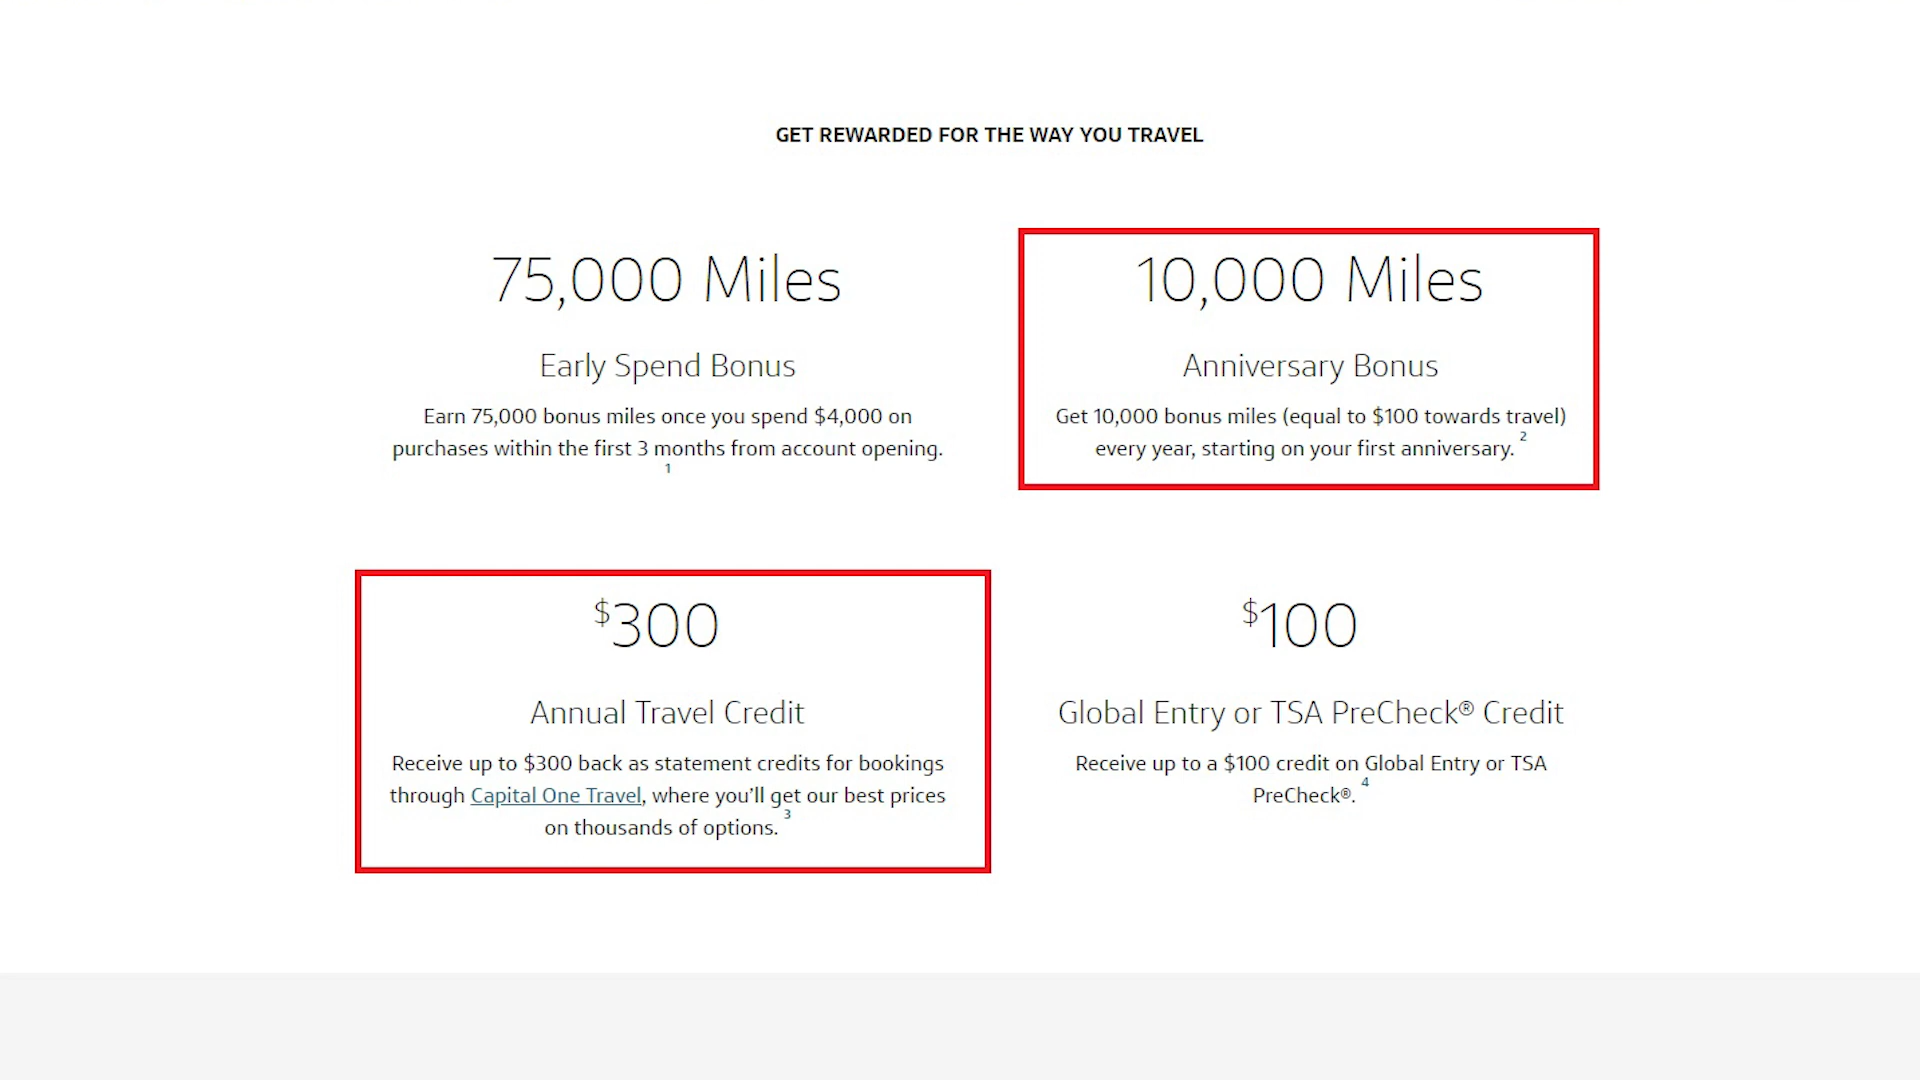 GET REWARDED FOR THE WAY YOU TRAVEL
75,000 Miles
Early Spend Bonus
Earn 75,000 bonus miles once you spend $4,000 on
purchases within the first 3 months from account opening.
1
10,000 Miles
Anniversary Bonus
Get 10,000 bonus miles (equal to $100 towards travel)
every year, starting on your first anniversary. 2
$300
Annual Travel Credit
Receive up to $300 back as statement credits for bookings
through Capital One Travel, where you'll get our best prices
on thousands of options. 3
$100
Global Entry or TSA PreCheck® Credit
Receive up to a $100 credit on Global Entry or TSA
PreCheck®. 4